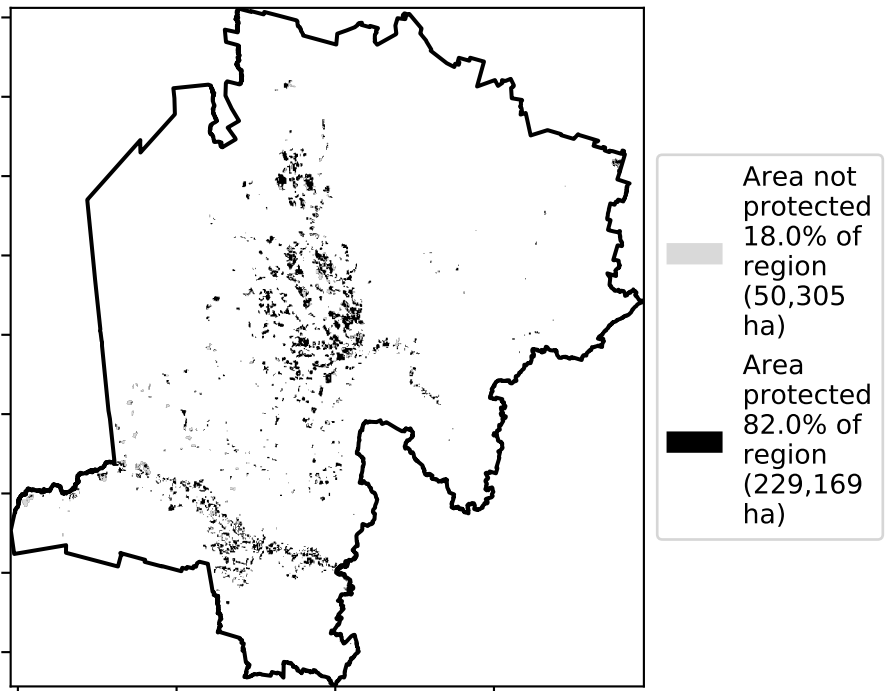 Area not
protected
18.0% of
region
(50,305
ha)
Area
protected
82.0% of
region
(229,169
ha)